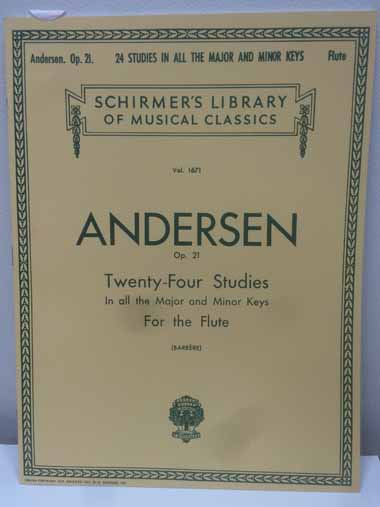 Andersen. Op. 21. 24 STUDIES IN ALL THE MAJOR AND MINOR KEYS Flute
SCHIRMER'S LIBRARY
OF MUSICAL CLASSICS
Vol. 1671
ANDERSEN
Op. 21
Twenty-Four Studies
In all the Major and Minor Keys
For the Flute
(BARRÈRE)